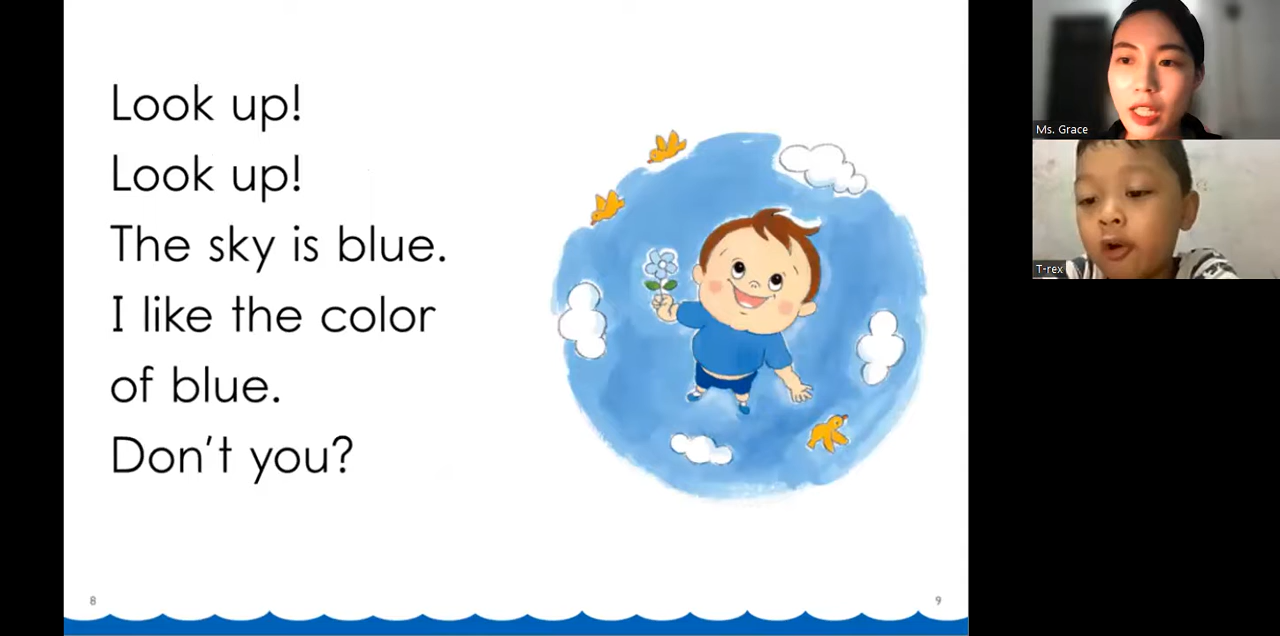 Look up!
Look up!
The sky is blue.
I like the color
of blue.
Don't you?
8
9
Ms. Grace
T-rex